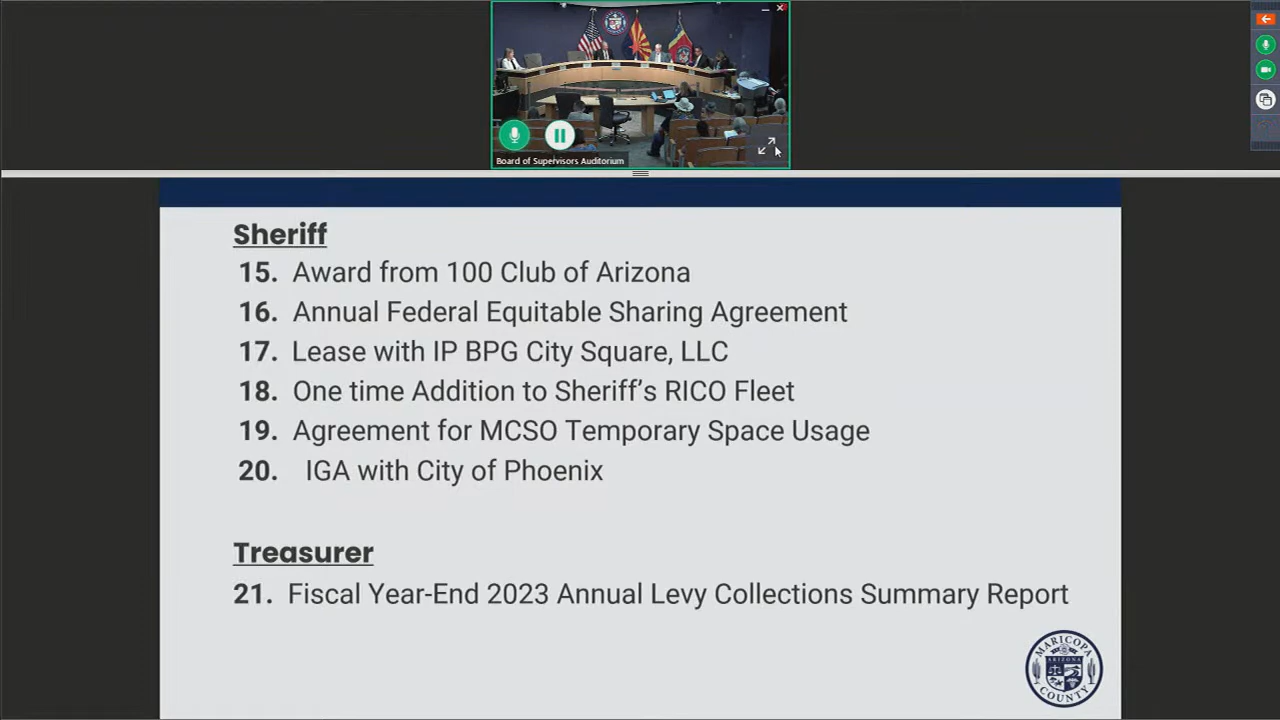 Board of Supervisors Auditorium
Sheriff
15. Award from 100 Club of Arizona
16. Annual Federal Equitable Sharing Agreement
17. Lease with IP BPG City Square, LLC
18. One time Addition to Sheriff's RICO Fleet
19. Agreement for MCSO Temporary Space Usage
20. IGA with City of Phoenix
Treasurer
21. Fiscal Year-End 2023 Annual Levy Collections Summary Report
MARICOPA
ARIZONA
COUNTY